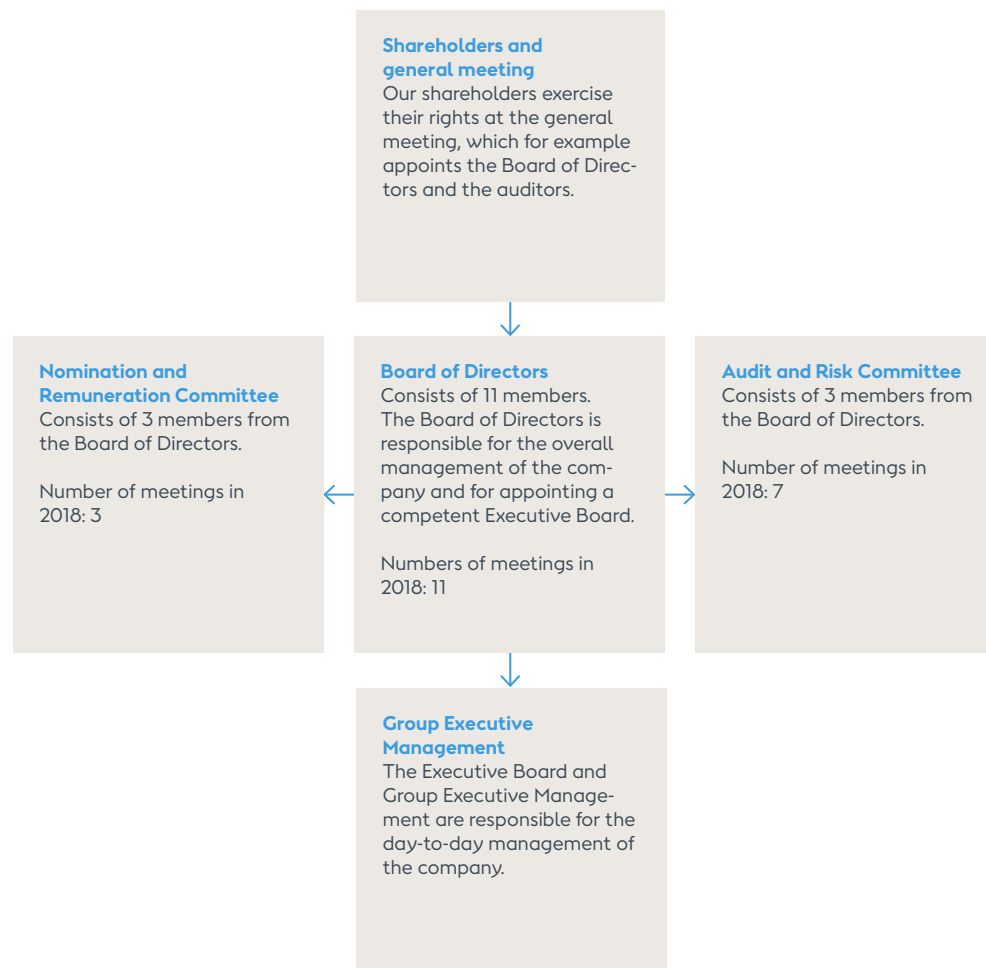 Shareholders and
general meeting
Our shareholders exercise
their rights at the general
meeting, which for example
appoints the Board of Direc-
tors and the auditors.
Nomination and
Remuneration Committee
Consists of 3 members from
the Board of Directors.
Number of meetings in
2018: 3
Board of Directors
Consists of 11 members.
The Board of Directors is
responsible for the overall
management of the com-
pany and for appointing a
competent Executive Board.
Numbers of meetings in
2018: 11
Audit and Risk Committee
Consists of 3 members from
the Board of Directors.
Number of meetings in
2018: 7
Group Executive
Management
The Executive Board and
Group Executive Manage-
ment are responsible for the
day-to-day management of
the company.